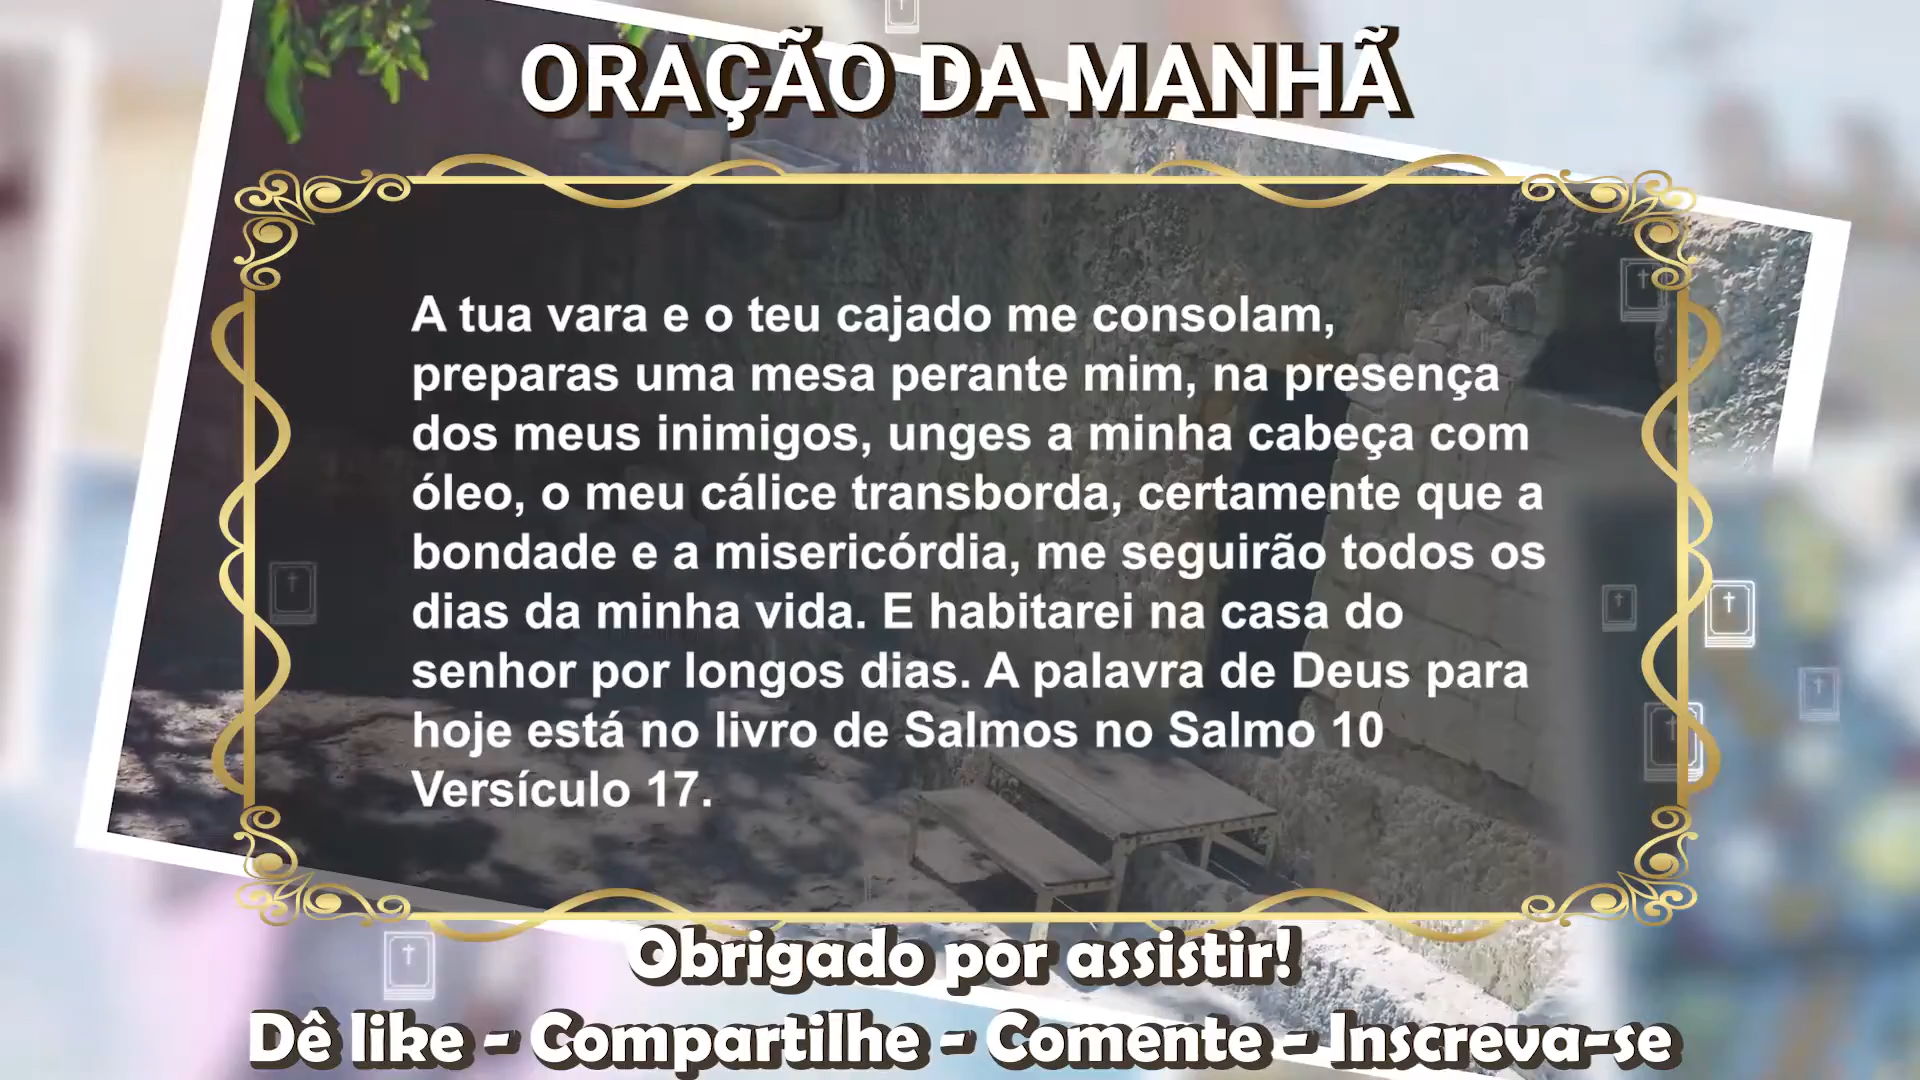 ORAÇÃO DA MANHÃ
A tua vara e o teu cajado me consolam,
preparas uma mesa perante mim, na presença
dos meus inimigos, unges a minha cabeça com
óleo, o meu cálice transborda, certamente que a
bondade e a misericórdia, me seguirão todos os
dias da minha vida. E habitarei na casa do
senhor por longos dias. A palavra de Deus para
hoje está no livro de Salmos no Salmo 10
Versículo 17.
Obrigado por assistir!
Dê like - Compartilhe - Comente - Inscreva-se